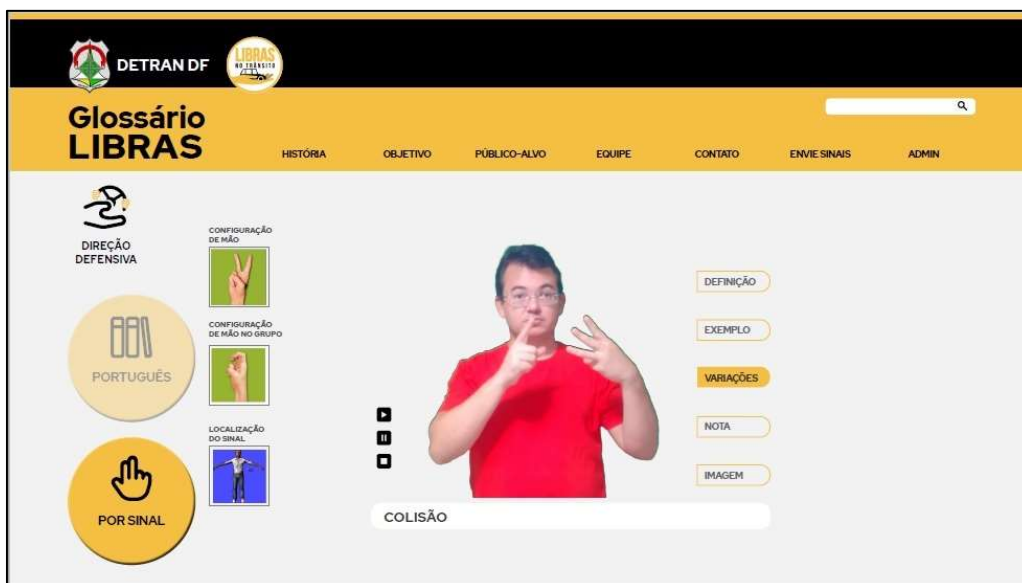 DETRAN DF
LIBRAS
NO TRÂNSITO
Glossário
LIBRAS
HISTÓRIA
OBJETIVO
PÚBLICO-ALVO
EQUIPE
CONTATO
ENVIE SINAIS
ADMIN
DIREÇÃO
DEFENSIVA
PORTUGUÊS
POR SINAL
CONFIGURAÇÃO
DE MÃO
CONFIGURAÇÃO
DE MÃO NO GRUPO
LOCALIZAÇÃO
DO SINAL
COLISÃO
DEFINIÇÃO
EXEMPLO
VARIAÇÕES
NOTA
IMAGEM